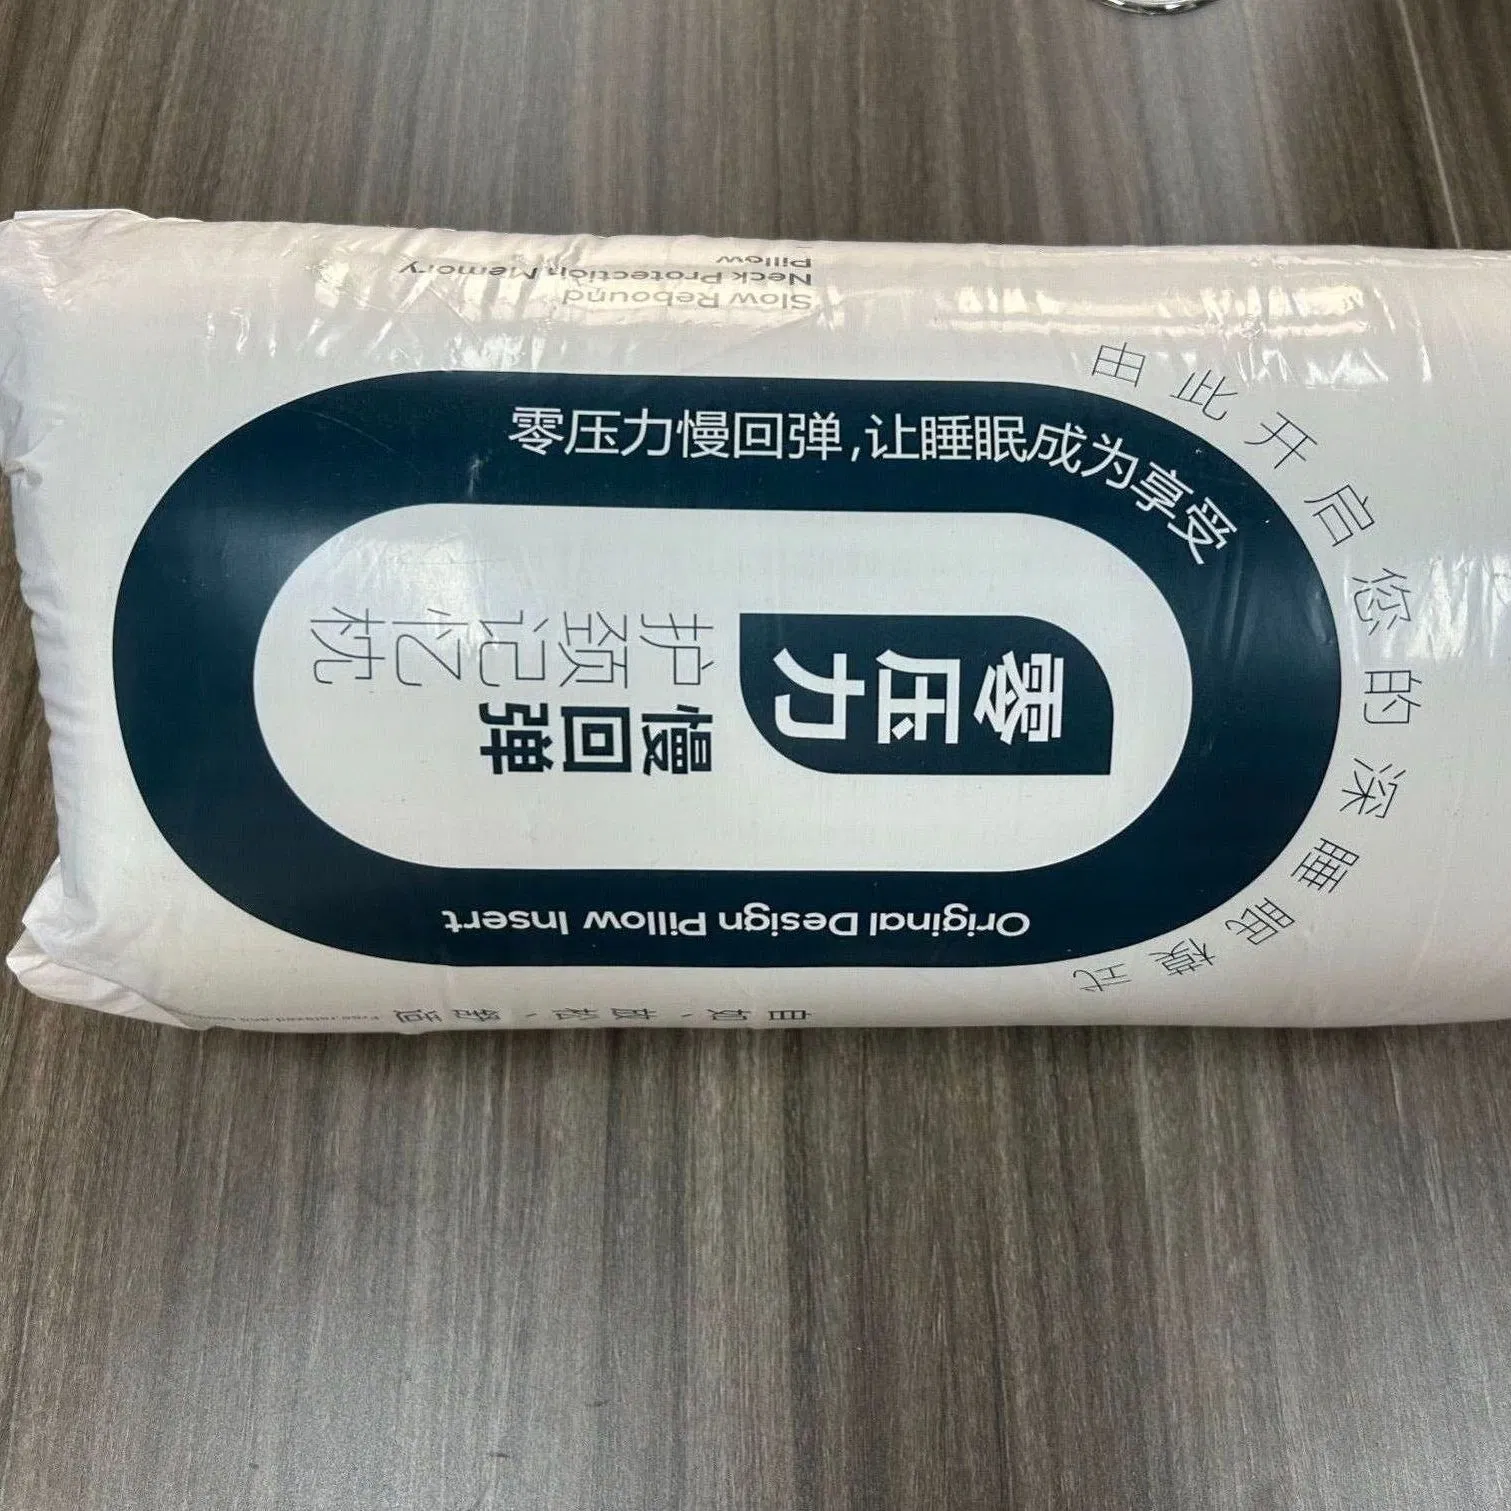 Slow Rebound
Neck Protection Memory
Pillow
零压力慢回弹,让睡眠成为享受
由此开启您的深睡眠模式
零压力
慢回弹
护颈记忆枕
Original Design Pillow Insert
自如、放松、舒适